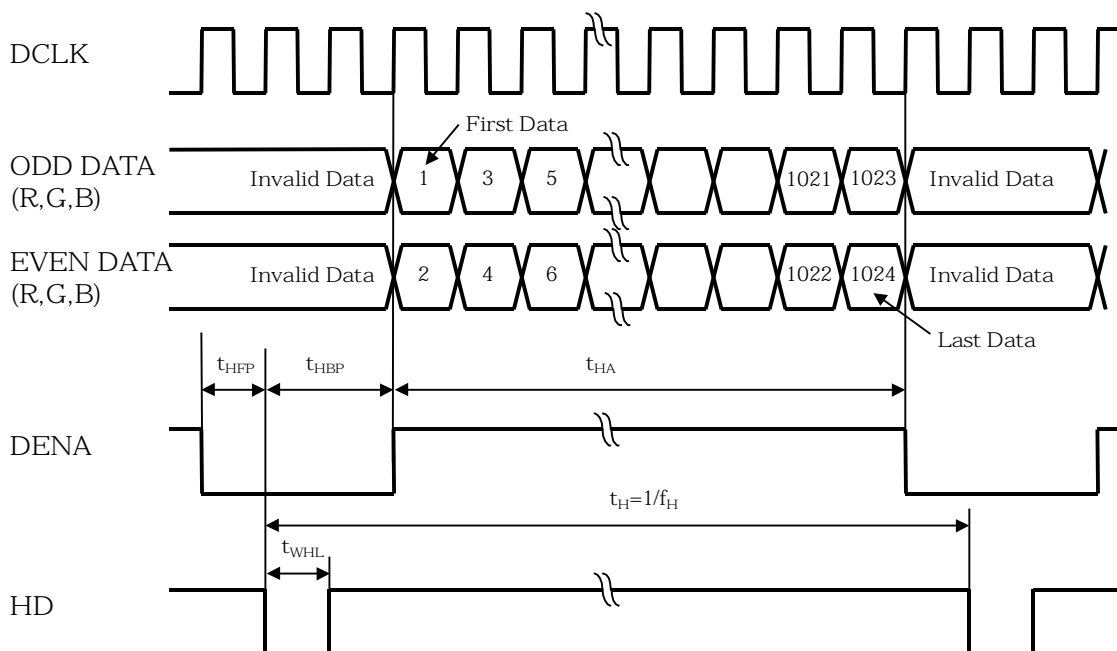 DCLK
First Data
ODD DATA
(R,G,B)
Invalid Data 1 3 5 1021 1023 Invalid Data
EVEN DATA
(R,G,B)
Invalid Data 2 4 6 1022 1024 Invalid Data
Last Data
tHFP tHBP tHA
DENA
tH=1/fH
tWHL
HD